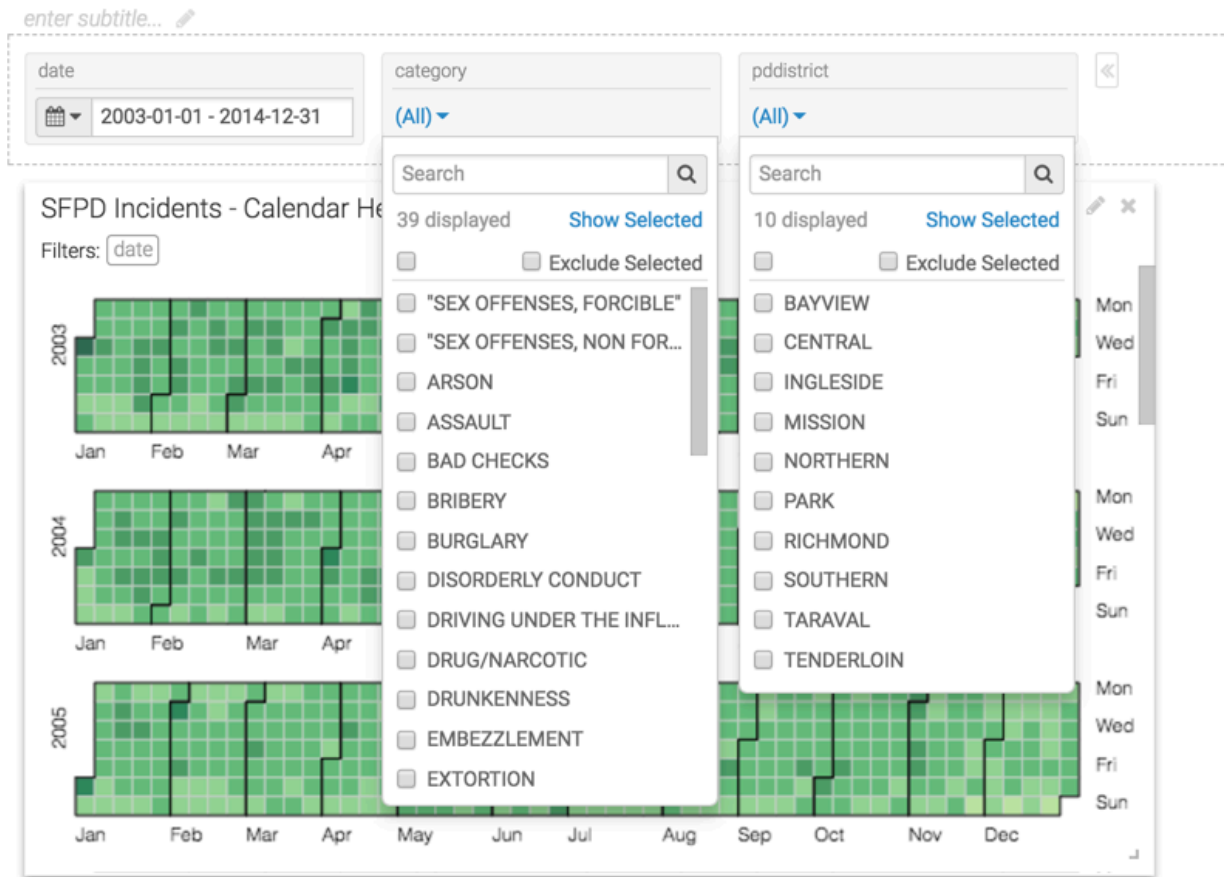 enter subtitle...
date
category
pddistrict
2003-01-01 - 2014-12-31
(All)
(All)
Search
Search
SFPD Incidents - Calendar He
39 displayed Show Selected
10 displayed Show Selected
Filters: date
Exclude Selected
Exclude Selected
"SEX OFFENSES, FORCIBLE"
"SEX OFFENSES, NON FOR...
ARSON
ASSAULT
BAD CHECKS
BRIBERY
BURGLARY
DISORDERLY CONDUCT
DRIVING UNDER THE INFL...
DRUG/NARCOTIC
DRUNKENNESS
EMBEZZLEMENT
EXTORTION
BAYVIEW
CENTRAL
INGLESIDE
MISSION
NORTHERN
PARK
RICHMOND
SOUTHERN
TARAVAL
TENDERLOIN
2003
Mon
Wed
Fri
Sun
Jan Feb Mar Apr
2004
Mon
Wed
Fri
Sun
Jan Feb Mar Apr
2005
Mon
Wed
Fri
Sun
Jan Feb Mar Apr May Jun Jul Aug Sep Oct Nov Dec